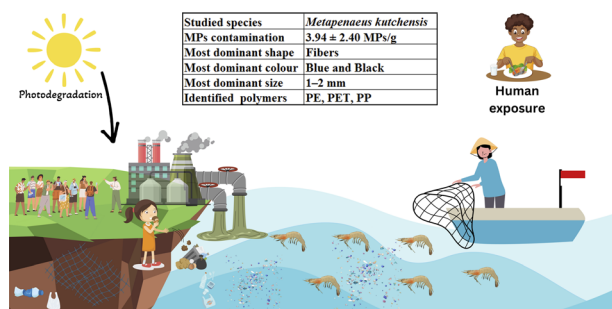 Studied species Metapenaeus kutchensis
MPs contamination 3.94 ± 2.40 MPs/g
Most dominant shape Fibers
Most dominant colour Blue and Black
Most dominant size 1–2 mm
Identified polymers PE, PET, PP
Photodegradation
Human
exposure